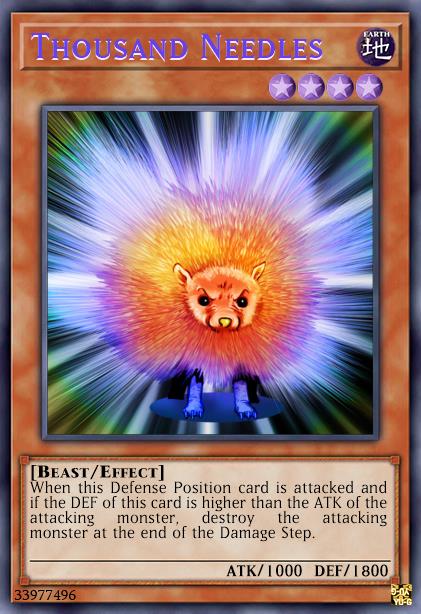 THOUSAND NEEDLES
EARTH
地
[BEAST/EFFECT]
When this Defense Position card is attacked and
if the DEF of this card is higher than the ATK of the
attacking monster, destroy the attacking
monster at the end of the Damage Step.
ATK/1000 DEF/1800
33977496